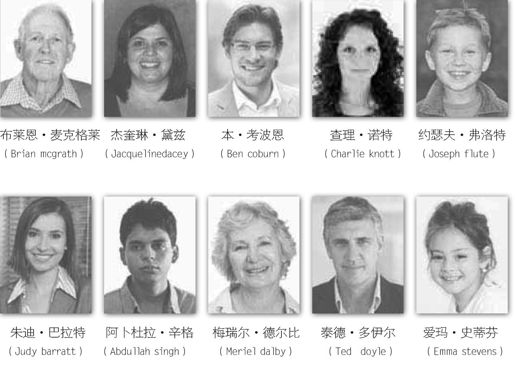 布莱恩·麦克格莱 杰奎琳·黛兹 本·考波恩 查理·诺特 约瑟夫·弗洛特
(Brian mcgrath) (Jacquelinedacey) (Ben coburn) (Charlie knott) (Joseph flute)
朱迪·巴拉特 阿卜杜拉·辛格 梅瑞尔·德尔比 泰德·多伊尔 爱玛·史蒂芬
(Judy barratt) (Abdullah singh) (Meriel dalby) (Ted doyle) (Emma stevens)